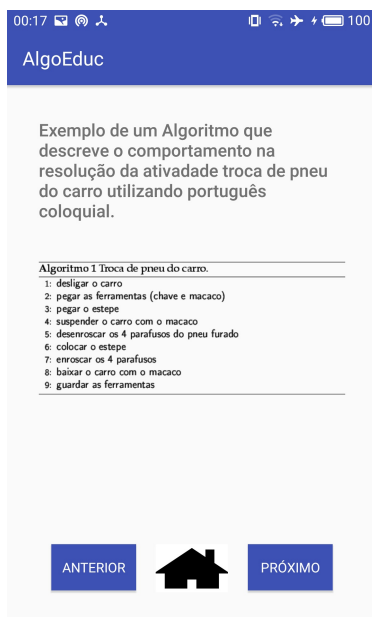 00:17 100
AlgoEduc
Exemplo de um Algoritmo que
descreve o comportamento na
resolução da ativadade troca de pneu
do carro utilizando português
coloquial.
Algoritmo 1 Troca de pneu do carro.
1: desligar o carro
2: pegar as ferramentas (chave e macaco)
3: pegar o estepe
4: suspender o carro com o macaco
5: desenroscar os 4 parafusos do pneu furado
6: colocar o estepe
7: enroscar os 4 parafusos
8: baixar o carro com o macaco
9: guardar as ferramentas
ANTERIOR PRÓXIMO